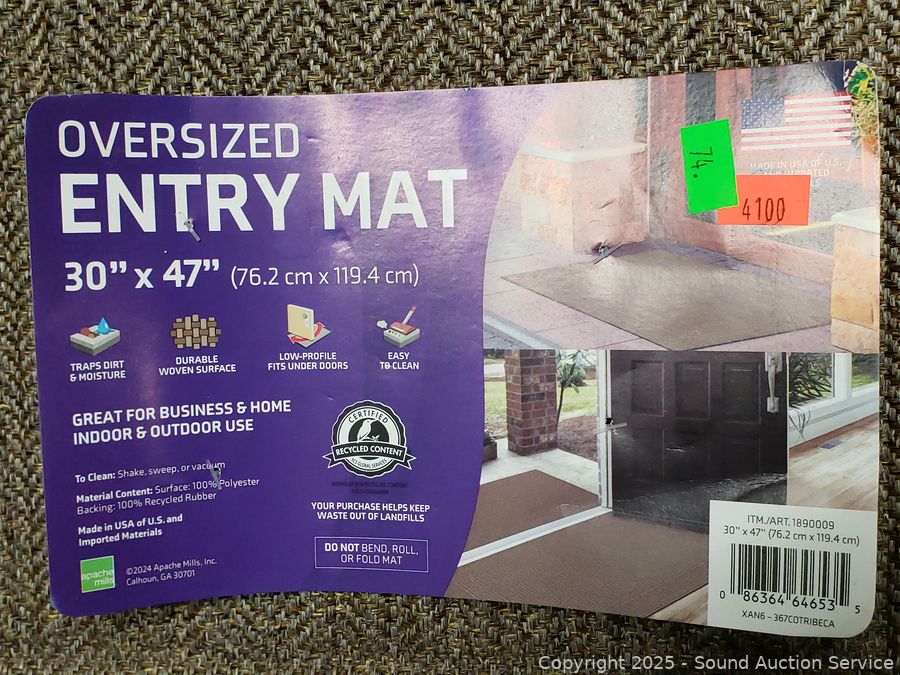 OVERSIZED
ENTRY MAT
30" x 47" (76.2 cm x 119.4 cm)
TRAPS DIRT
& MOISTURE
DURABLE
WOVEN SURFACE
LOW-PROFILE
FITS UNDER DOORS
EASY
TO CLEAN
GREAT FOR BUSINESS & HOME
INDOOR & OUTDOOR USE
To Clean: Shake, sweep, or vacuum
Material Content: Surface: 100% Polyester
Backing: 100% Recycled Rubber
Made in USA of U.S. and
Imported Materials
apache
mills
©2024 Apache Mills, Inc.
Calhoun, GA 30701
CERTIFIED
RECYCLED CONTENT
SCS GLOBAL SERVICES
YOUR PURCHASE HELPS KEEP
WASTE OUT OF LANDFILLS
DO NOT BEND, ROLL,
OR FOLD MAT
74.
MADE IN USA OF U.S.
4100
ITM./ART. 1890009
30" x 47" (76.2 cm x 119.4 cm)
0 86364 64653 5
XAN6 - 367C0TRIBECA
Copyright 2025 - Sound Auction Service